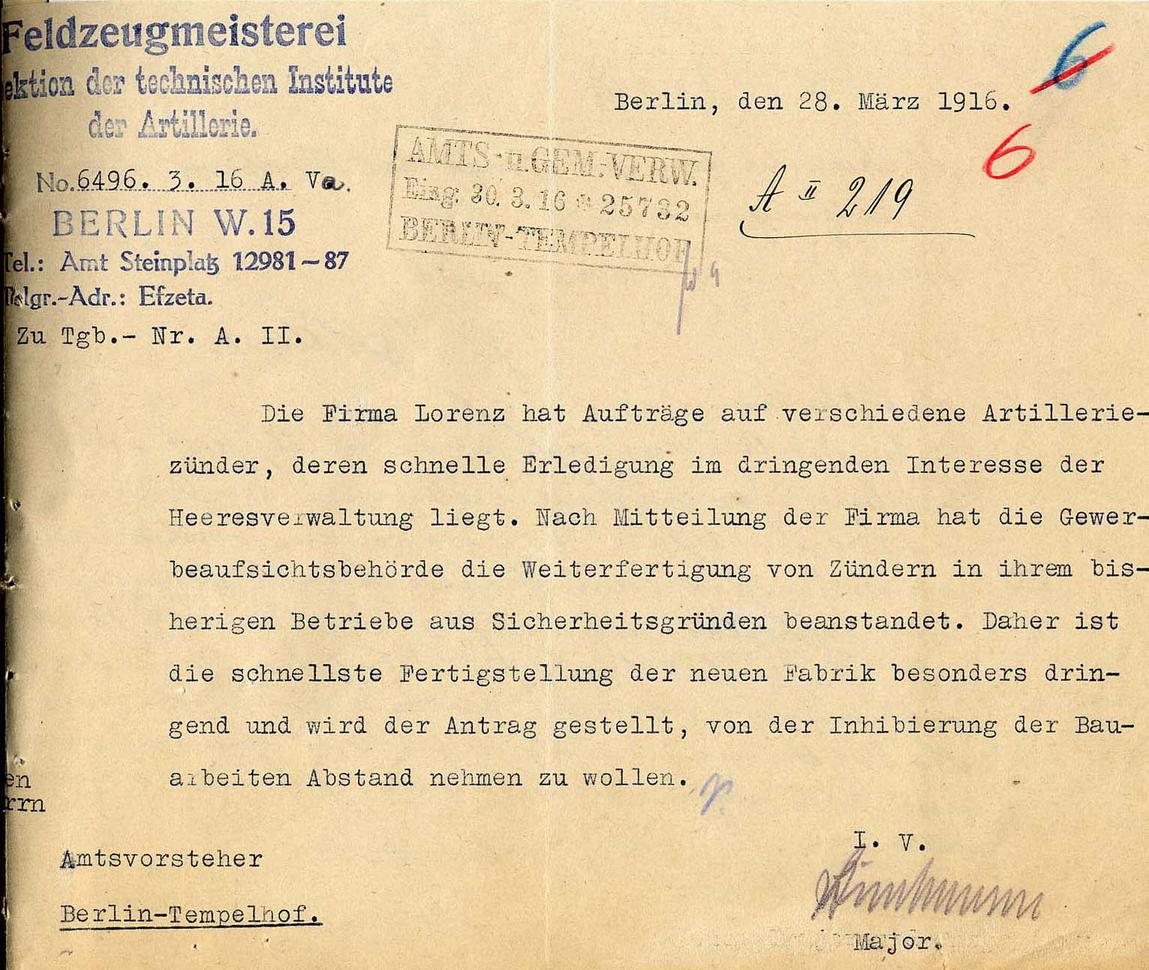 Feldzeugmeisterei
ektion der technischen Institute
der Artillerie.
6
Berlin, den 28. März 1916.
6
AMTS- u. GEM.-VERW.
Eing. 30. 3. 16 * 25732
BERLIN-TEMPELHOF
A II 219
No. 6496. 3. 16 A. Va.
BERLIN W. 15
Tel.: Amt Steinplatz 12981–87
Telgr.-Adr.: Efzeta.
Zu Tgb.- Nr. A. II.
Die Firma Lorenz hat Aufträge auf verschiedene Artillerie-
zünder, deren schnelle Erledigung im dringenden Interesse der
Heeresverwaltung liegt. Nach Mitteilung der Firma hat die Gewer-
beaufsichtsbehörde die Weiterfertigung von Zündern in ihrem bis-
herigen Betriebe aus Sicherheitsgründen beanstandet. Daher ist
die schnellste Fertigstellung der neuen Fabrik besonders drin-
gend und wird der Antrag gestellt, von der Inhibierung der Bau-
arbeiten Abstand nehmen zu wollen.
en
rrn
Amtsvorsteher
Berlin-Tempelhof.
I. V.
Major.